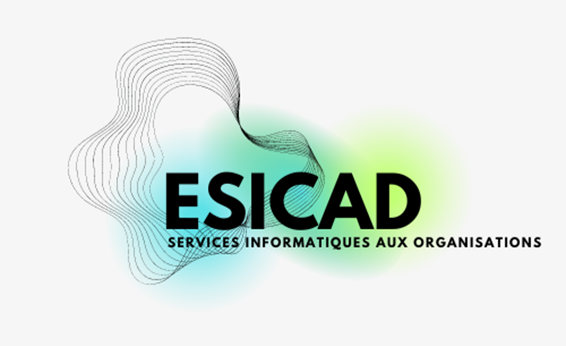 ESICAD
SERVICES INFORMATIQUES AUX ORGANISATIONS